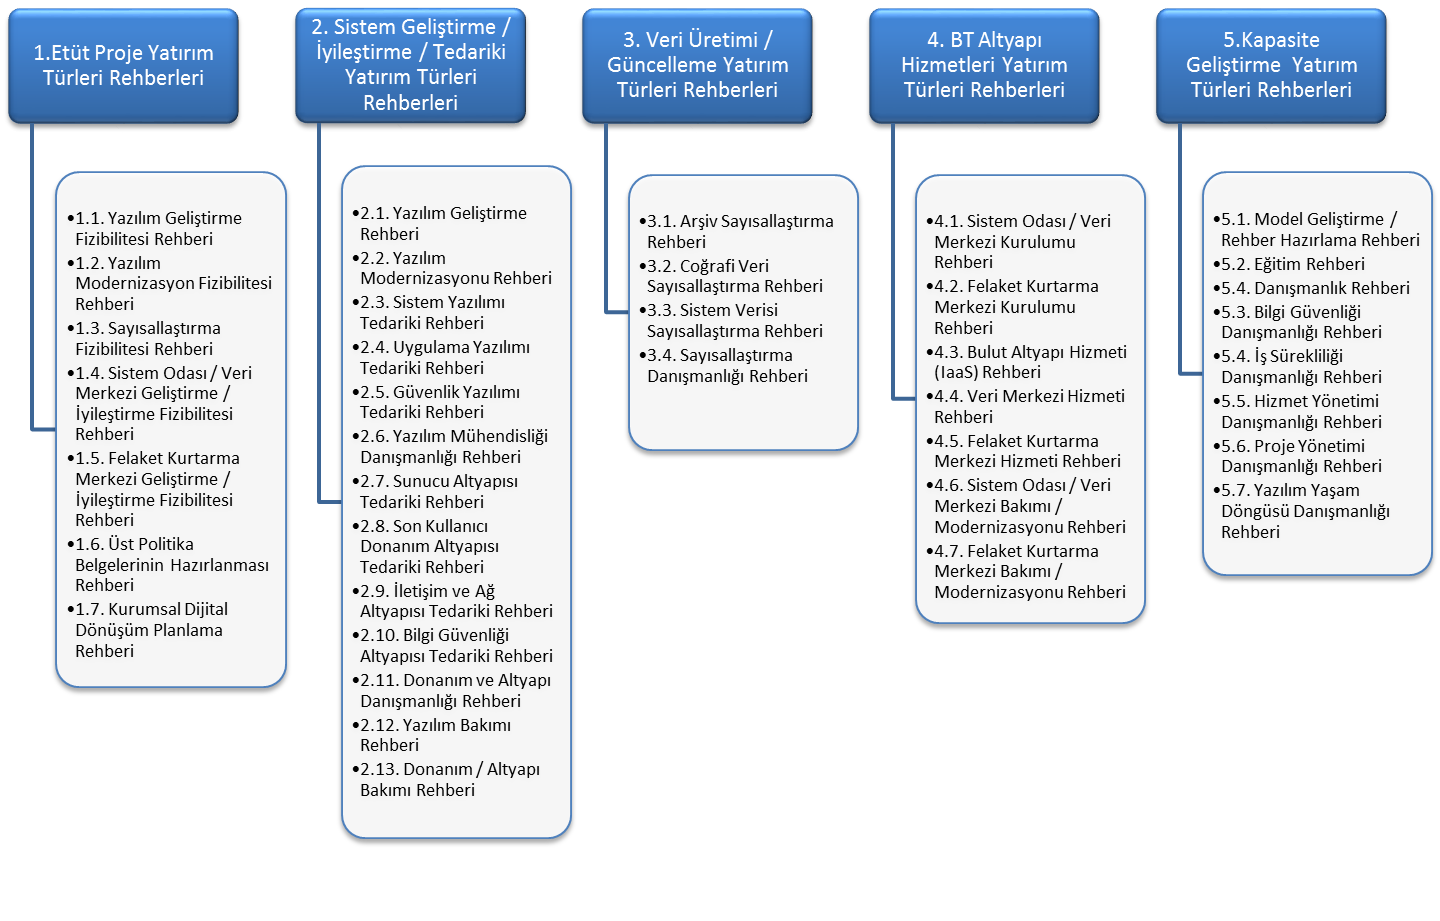 1.Etüt Proje Yatırım
Türleri Rehberleri
•1.1. Yazılım Geliştirme
Fizibilitesi Rehberi
•1.2. Yazılım
Modernizasyon Fizibilitesi
Rehberi
•1.3. Sayısallaştırma
Fizibilitesi Rehberi
•1.4. Sistem Odası / Veri
Merkezi Geliştirme /
İyileştirme Fizibilitesi
Rehberi
•1.5. Felaket Kurtarma
Merkezi Geliştirme /
İyileştirme Fizibilitesi
Rehberi
•1.6. Üst Politika
Belgelerinin Hazırlanması
Rehberi
•1.7. Kurumsal Dijital
Dönüşüm Planlama
Rehberi
2. Sistem Geliştirme /
İyileştirme / Tedariki
Yatırım Türleri
Rehberleri
•2.1. Yazılım Geliştirme
Rehberi
•2.2. Yazılım
Modernizasyonu Rehberi
•2.3. Sistem Yazılımı
Tedariki Rehberi
•2.4. Uygulama Yazılımı
Tedariki Rehberi
•2.5. Güvenlik Yazılımı
Tedariki Rehberi
•2.6. Yazılım Mühendisliği
Danışmanlığı Rehberi
•2.7. Sunucu Altyapısı
Tedariki Rehberi
•2.8. Son Kullanıcı
Donanım Altyapısı
Tedariki Rehberi
•2.9. İletişim ve Ağ
Altyapısı Tedariki Rehberi
•2.10. Bilgi Güvenliği
Altyapısı Tedariki Rehberi
•2.11. Donanım ve Altyapı
Danışmanlığı Rehberi
•2.12. Yazılım Bakımı
Rehberi
•2.13. Donanım / Altyapı
Bakımı Rehberi
3. Veri Üretimi /
Güncelleme Yatırım
Türleri Rehberleri
•3.1. Arşiv Sayısallaştırma
Rehberi
•3.2. Coğrafi Veri
Sayısallaştırma Rehberi
•3.3. Sistem Verisi
Sayısallaştırma Rehberi
•3.4. Sayısallaştırma
Danışmanlığı Rehberi
4. BT Altyapı
Hizmetleri Yatırım
Türleri Rehberleri
•4.1. Sistem Odası / Veri
Merkezi Kurulumu
Rehberi
•4.2. Felaket Kurtarma
Merkezi Kurulumu
Rehberi
•4.3. Bulut Altyapı Hizmeti
(IaaS) Rehberi
•4.4. Veri Merkezi Hizmeti
Rehberi
•4.5. Felaket Kurtarma
Merkezi Hizmeti Rehberi
•4.6. Sistem Odası / Veri
Merkezi Bakımı /
Modernizasyonu Rehberi
•4.7. Felaket Kurtarma
Merkezi Bakımı /
Modernizasyonu Rehberi
5.Kapasite
Geliştirme Yatırım
Türleri Rehberleri
•5.1. Model Geliştirme /
Rehber Hazırlama Rehberi
•5.2. Eğitim Rehberi
•5.4. Danışmanlık Rehberi
•5.3. Bilgi Güvenliği
Danışmanlığı Rehberi
•5.4. İş Sürekliliği
Danışmanlığı Rehberi
•5.5. Hizmet Yönetimi
Danışmanlığı Rehberi
•5.6. Proje Yönetimi
Danışmanlığı Rehberi
•5.7. Yazılım Yaşam
Döngüsü Danışmanlığı
Rehberi